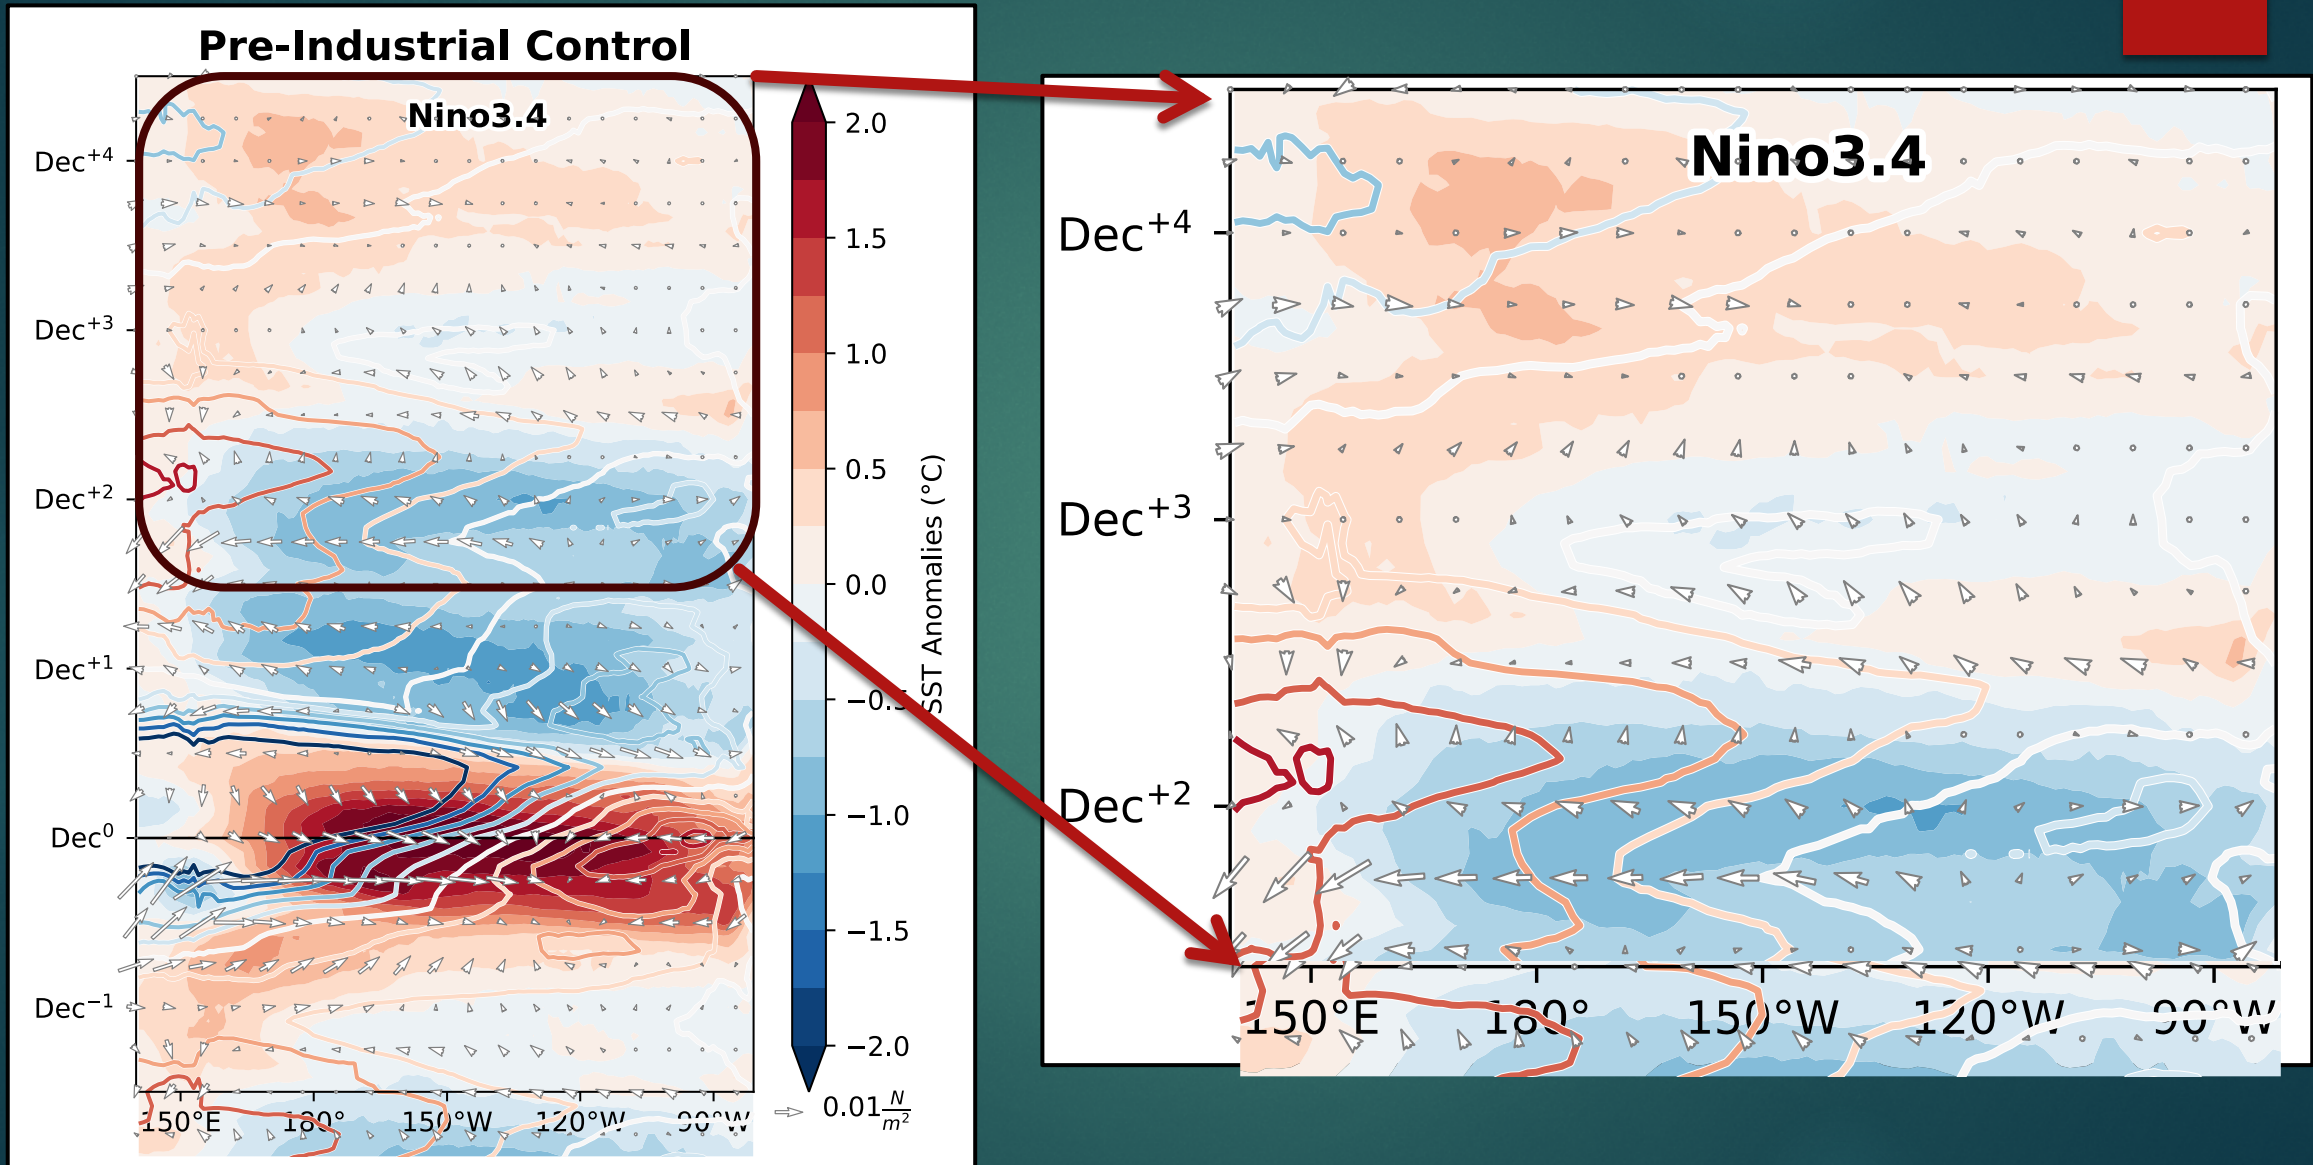 Pre-Industrial Control
Nino3.4
Dec⁺⁴
Dec⁺³
Dec⁺²
Dec⁺¹
Dec⁰
Dec⁻¹
150°E 180° 150°W 120°W 90°W
2.0
1.5
1.0
0.5
0.0
−0.5
−1.0
−1.5
−2.0
SST Anomalies (°C)
0.01 N/m²
Nino3.4
Dec⁺⁴
Dec⁺³
Dec⁺²
150°E 180° 150°W 120°W 90°W